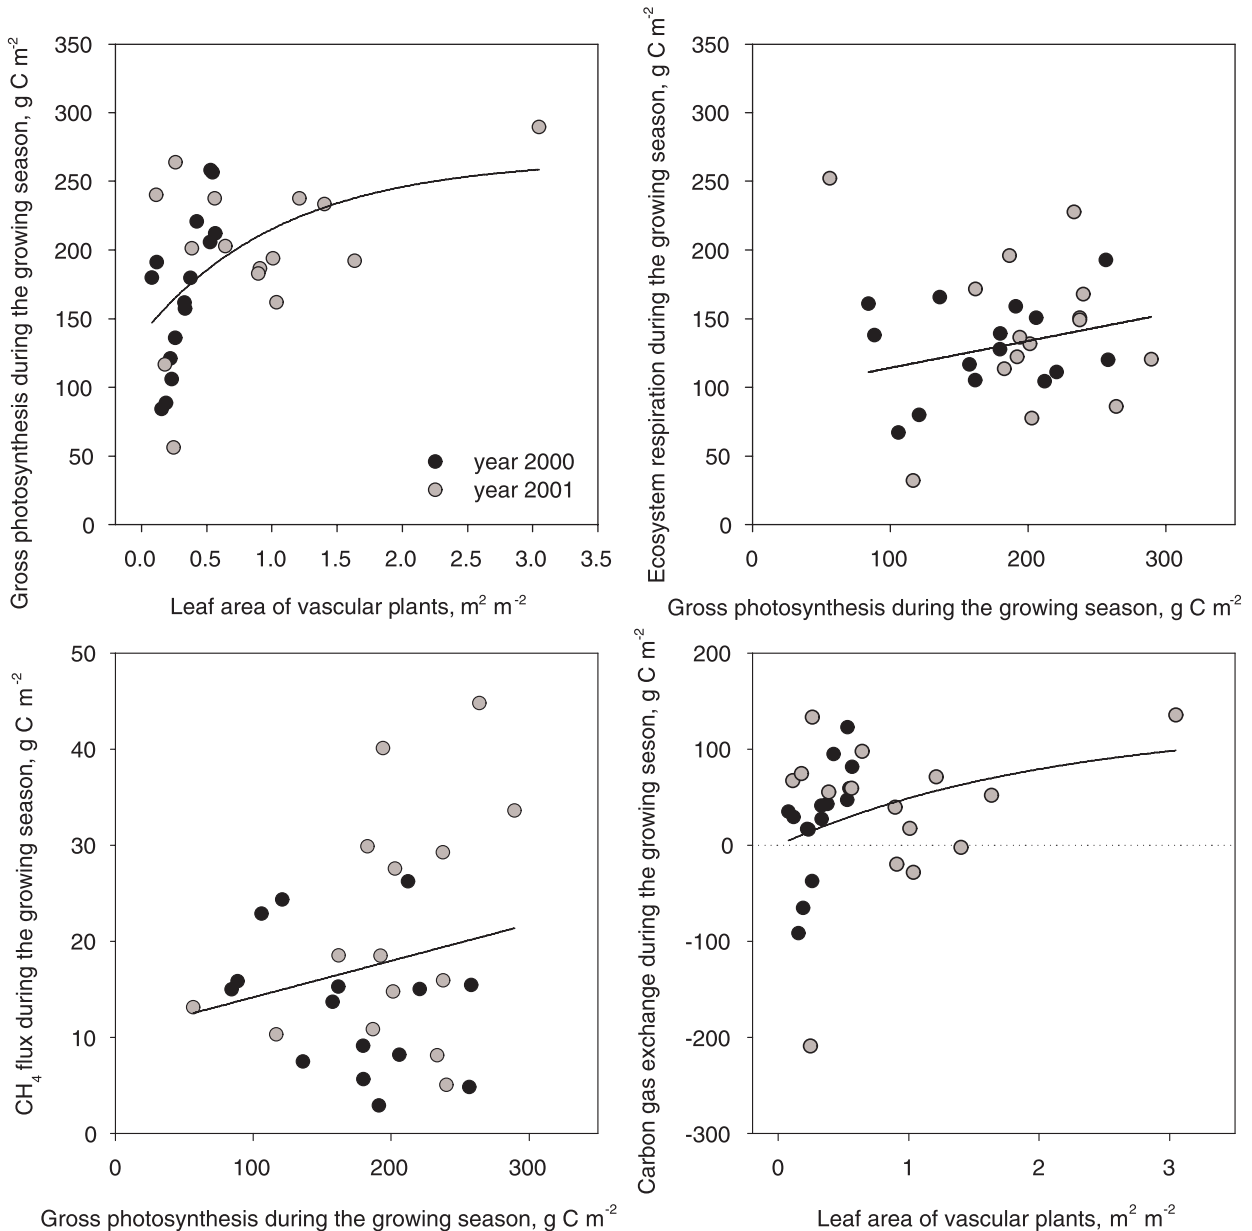 Gross photosynthesis during the growing season, g C m-2
350
300
250
200
150
100
50
0
year 2000
year 2001
0.0 0.5 1.0 1.5 2.0 2.5 3.0 3.5
Leaf area of vascular plants, m2 m-2
Ecosystem respiration during the growing season, g C m-2
350
300
250
200
150
100
50
0
0 100 200 300
Gross photosynthesis during the growing season, g C m-2
CH4 flux during the growing season, g C m-2
50
40
30
20
10
0
0 100 200 300
Gross photosynthesis during the growing season, g C m-2
Carbon gas exchange during the growing seson, g C m-2
200
100
0
-100
-200
-300
0 1 2 3
Leaf area of vascular plants, m2 m-2